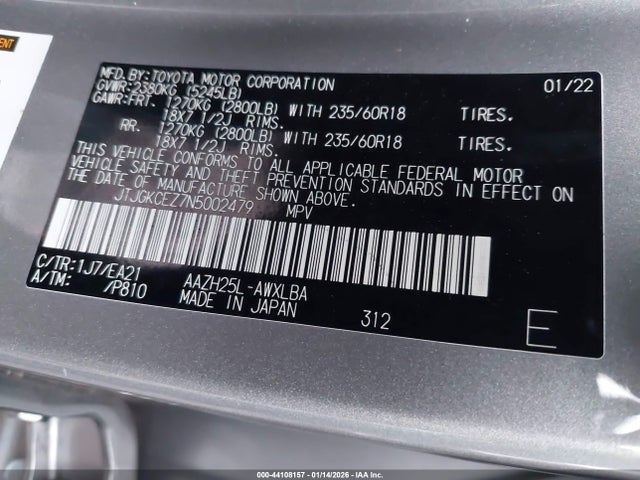 MFD.BY:TOYOTA MOTOR CORPORATION 01/22
GVWR:2380KG (5245LB)
GAWR:FRT. 1270KG (2800LB) WITH 235/60R18 TIRES.
18X7 1/2J RIMS.
RR. 1270KG (2800LB) WITH 235/60R18 TIRES.
18X7 1/2J RIMS.
THIS VEHICLE CONFORMS TO ALL APPLICABLE FEDERAL MOTOR
VEHICLE SAFETY AND THEFT PREVENTION STANDARDS IN EFFECT ON
THE DATE OF MANUFACTURE SHOWN ABOVE.
JTJGKCEZ7N5002479 MPV
C/TR:1J7/EA21 AAZH25L-AWXLBA
A/TM: /P810 MADE IN JAPAN 312 E
000-44108157 - 01/14/2026 - IAA Inc.